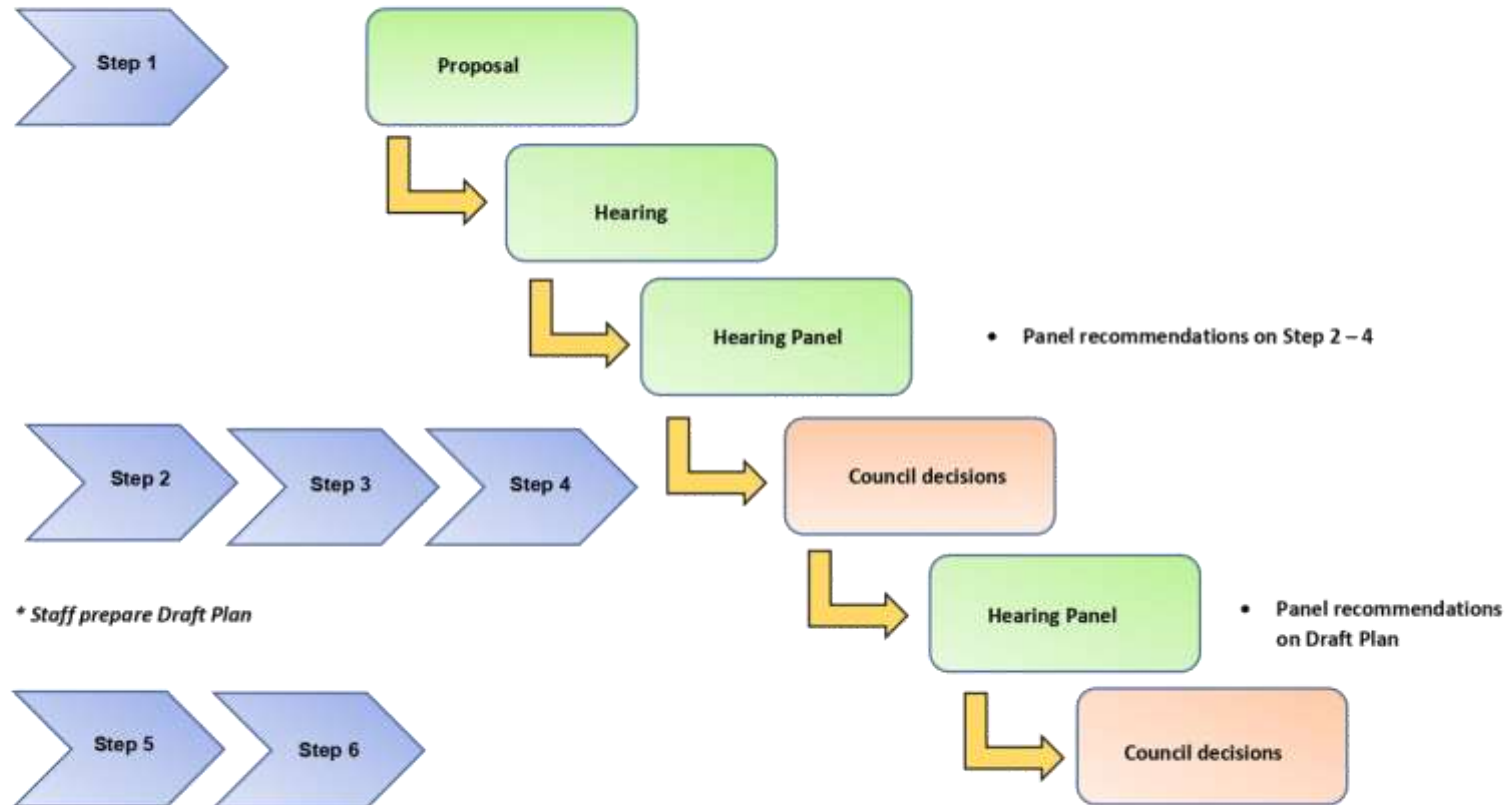 Step 1
Proposal
Hearing
Hearing Panel
• Panel recommendations on Step 2 – 4
Step 2
Step 3
Step 4
Council decisions
* Staff prepare Draft Plan
Hearing Panel
• Panel recommendations
on Draft Plan
Step 5
Step 6
Council decisions